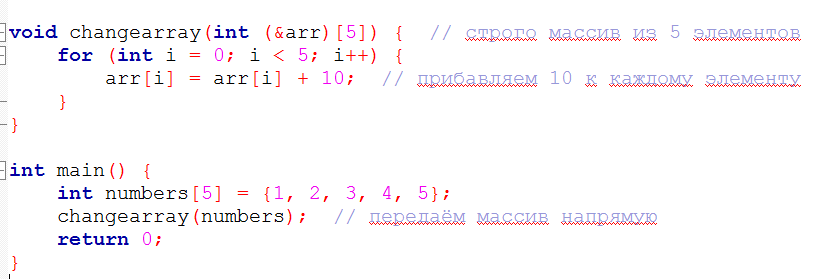 void changearray(int (&arr)[5]) {  // строго массив из 5 элементов
    for (int i = 0; i < 5; i++) {
        arr[i] = arr[i] + 10;  // прибавляем 10 к каждому элементу
    }
}
int main() {
    int numbers[5] = {1, 2, 3, 4, 5};
    changearray(numbers);  // передаём массив напрямую
    return 0;
}